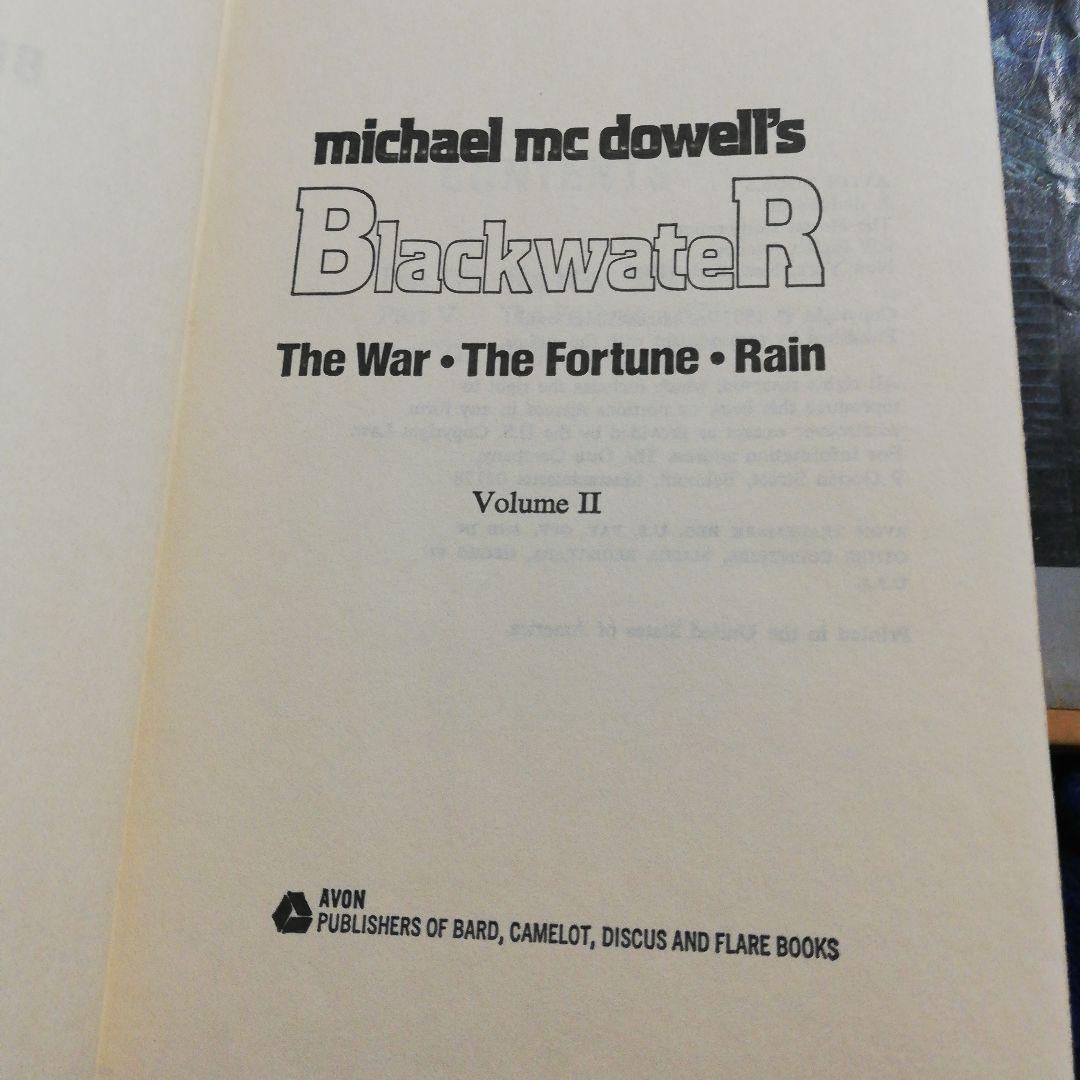 michael mc dowell's
BlackwateR
The War • The Fortune • Rain
Volume II
AVON
PUBLISHERS OF BARD, CAMELOT, DISCUS AND FLARE BOOKS